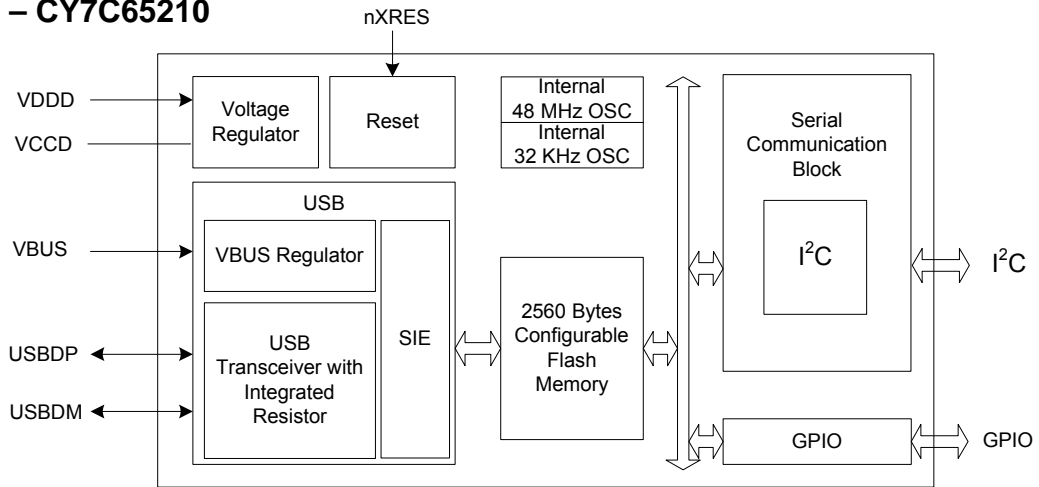 – CY7C65210
nXRES
VDDD
VCCD
Voltage
Regulator
Reset
Internal
48 MHz OSC
Internal
32 KHz OSC
Serial
Communication
Block
I²C
I²C
USB
VBUS
VBUS Regulator
SIE
2560 Bytes
Configurable
Flash
Memory
USBDP
USBDM
USB
Transceiver with
Integrated
Resistor
GPIO
GPIO